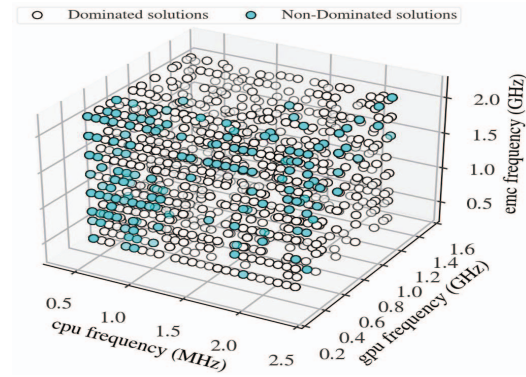 Dominated solutions Non-Dominated solutions
2.0
1.5
1.0
0.5
emc frequency (GHz)
0.5 1.0 1.5 2.0 2.5
cpu frequency (MHz)
0.2 0.4 0.6 0.8 1.0 1.2 1.4 1.6
gpu frequency (GHz)